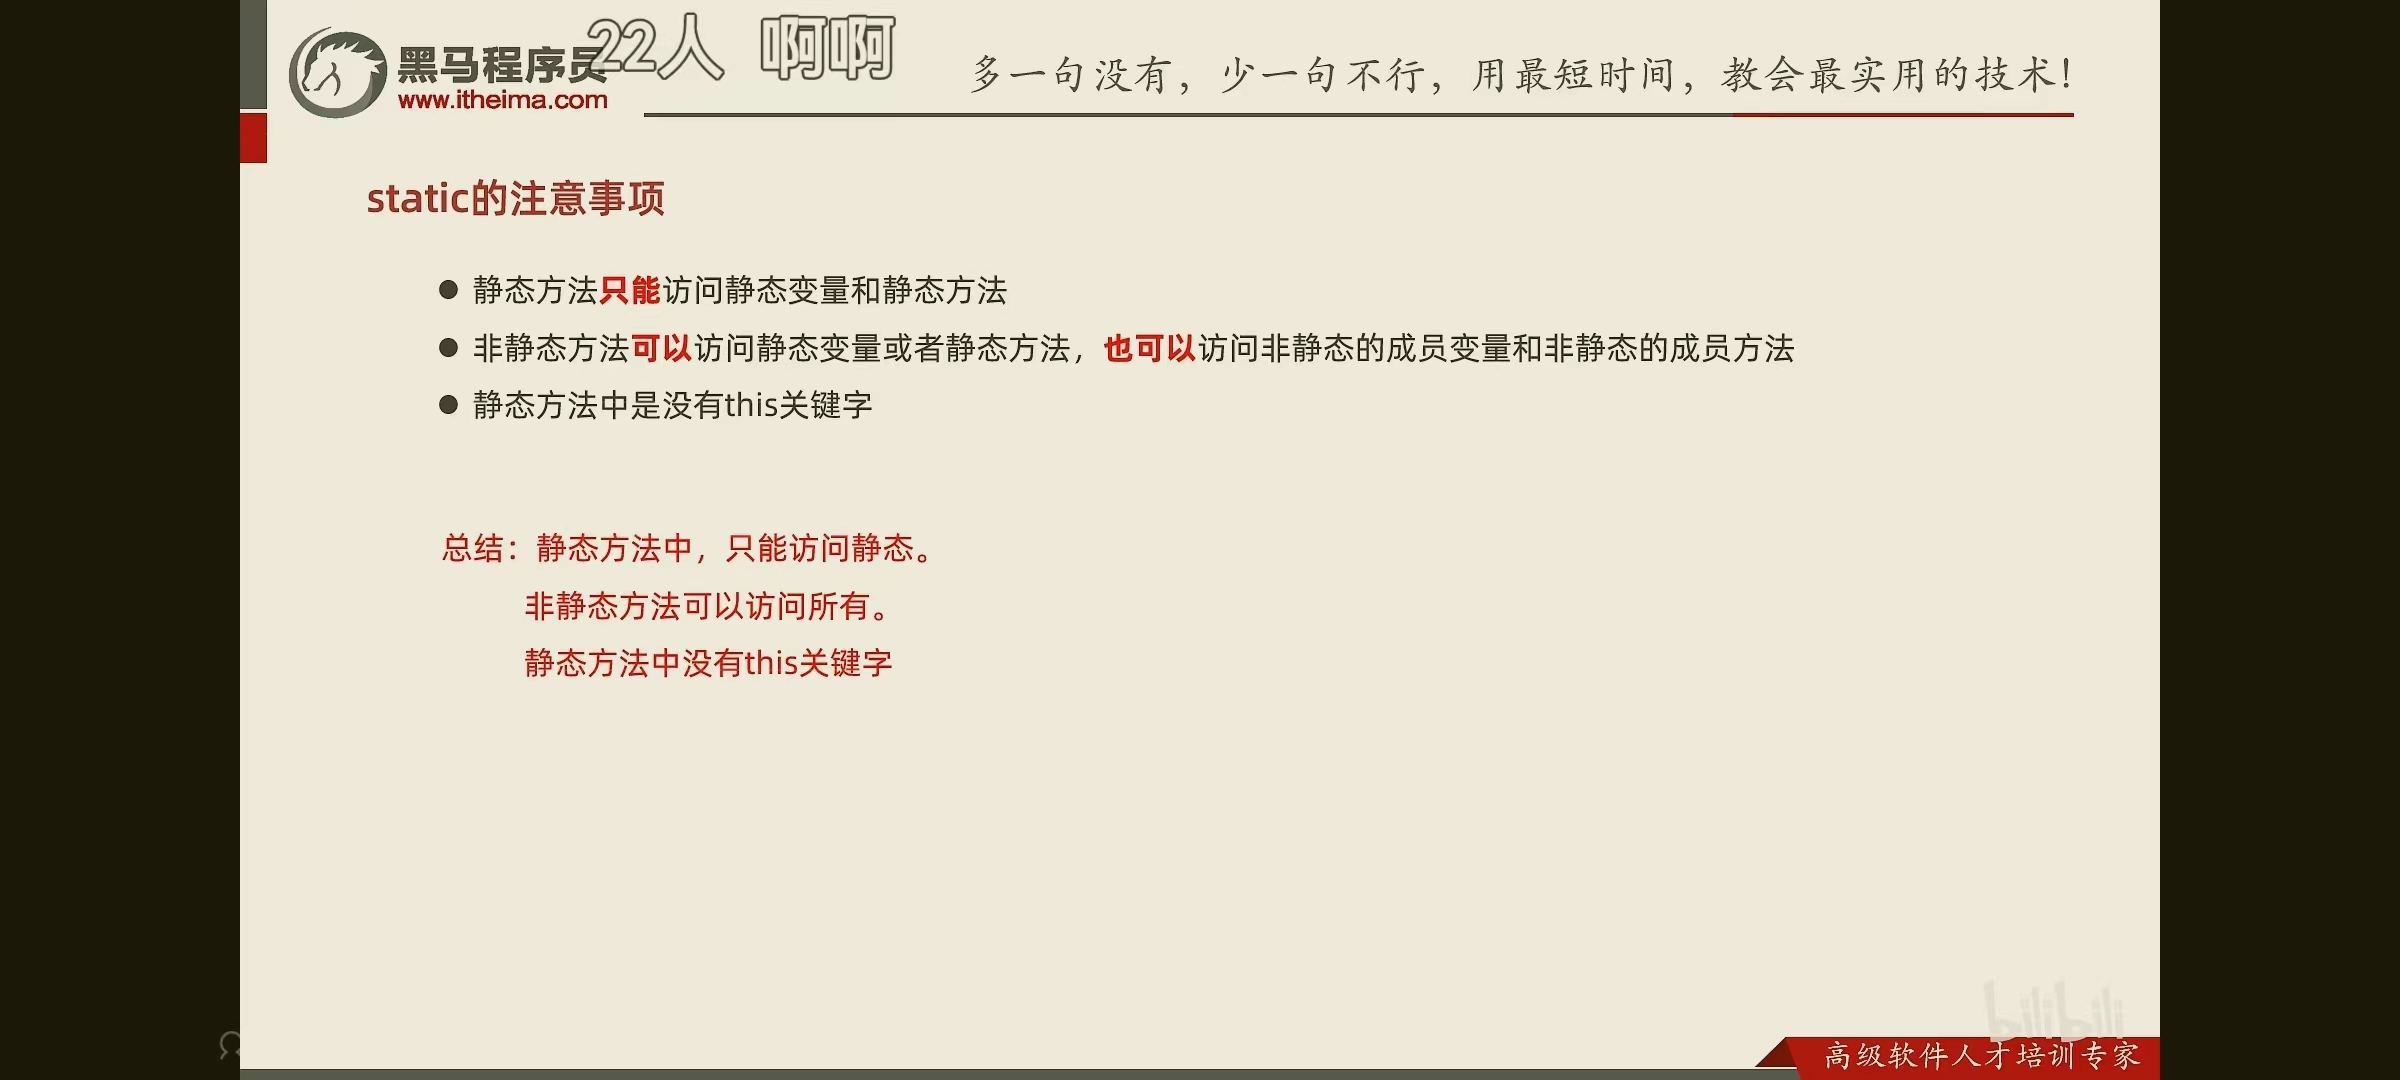 黑马程序员
www.itheima.com
22人 啊啊
多一句没有，少一句不行，用最短时间，教会最实用的技术！
static的注意事项
● 静态方法只能访问静态变量和静态方法
● 非静态方法可以访问静态变量或者静态方法，也可以访问非静态的成员变量和非静态的成员方法
● 静态方法中是没有this关键字
总结：静态方法中，只能访问静态。
非静态方法可以访问所有。
静态方法中没有this关键字
bilibili
高级软件人才培训专家